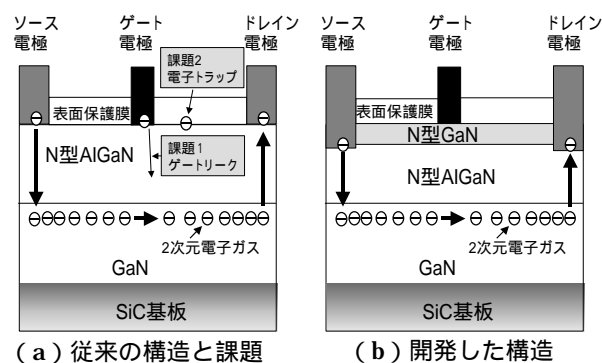 ソース
電極
ゲート
電極
ドレイン
電極
課題2
電子トラップ
表面保護膜
N型AlGaN
課題1
ゲートリーク
2次元電子ガス
GaN
SiC基板
(a)従来の構造と課題
ソース
電極
ゲート
電極
ドレイン
電極
表面保護膜
N型GaN
N型AlGaN
2次元電子ガス
GaN
SiC基板
(b)開発した構造